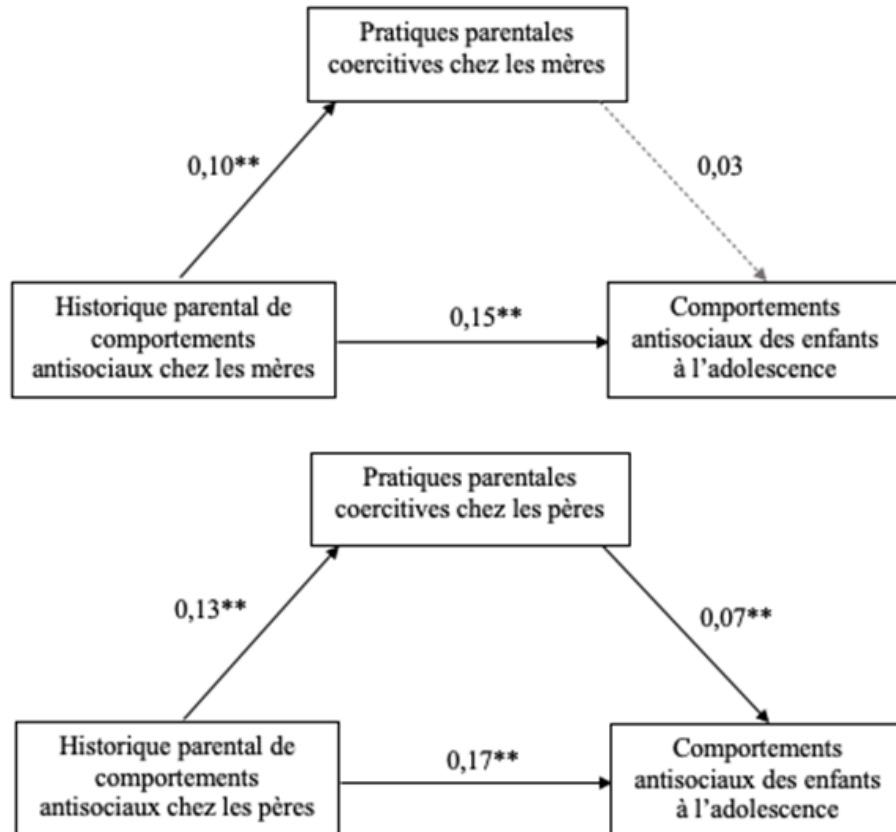 Pratiques parentales
coercitives chez les mères
0,10**
0,03
Historique parental de
comportements
antisociaux chez les mères
0,15**
Comportements
antisociaux des enfants
à l'adolescence
Pratiques parentales
coercitives chez les pères
0,13**
0,07**
Historique parental de
comportements
antisociaux chez les pères
0,17**
Comportements
antisociaux des enfants
à l'adolescence